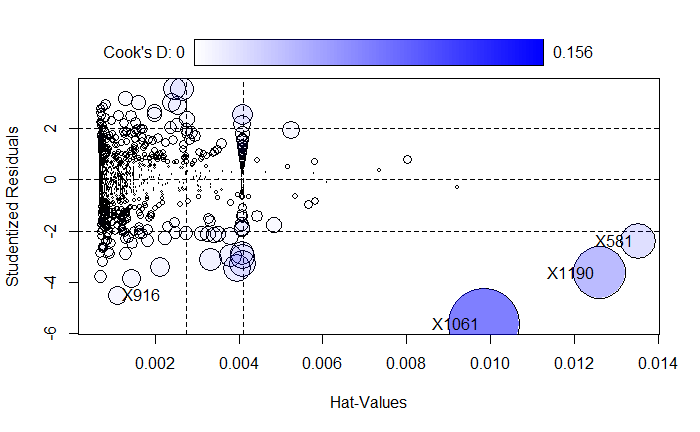 Cook's D: 0 0.156
2
0
-2
-4
-6
Studentized Residuals
X581
X1190
X916
X1061
0.002 0.004 0.006 0.008 0.010 0.012 0.014
Hat-Values